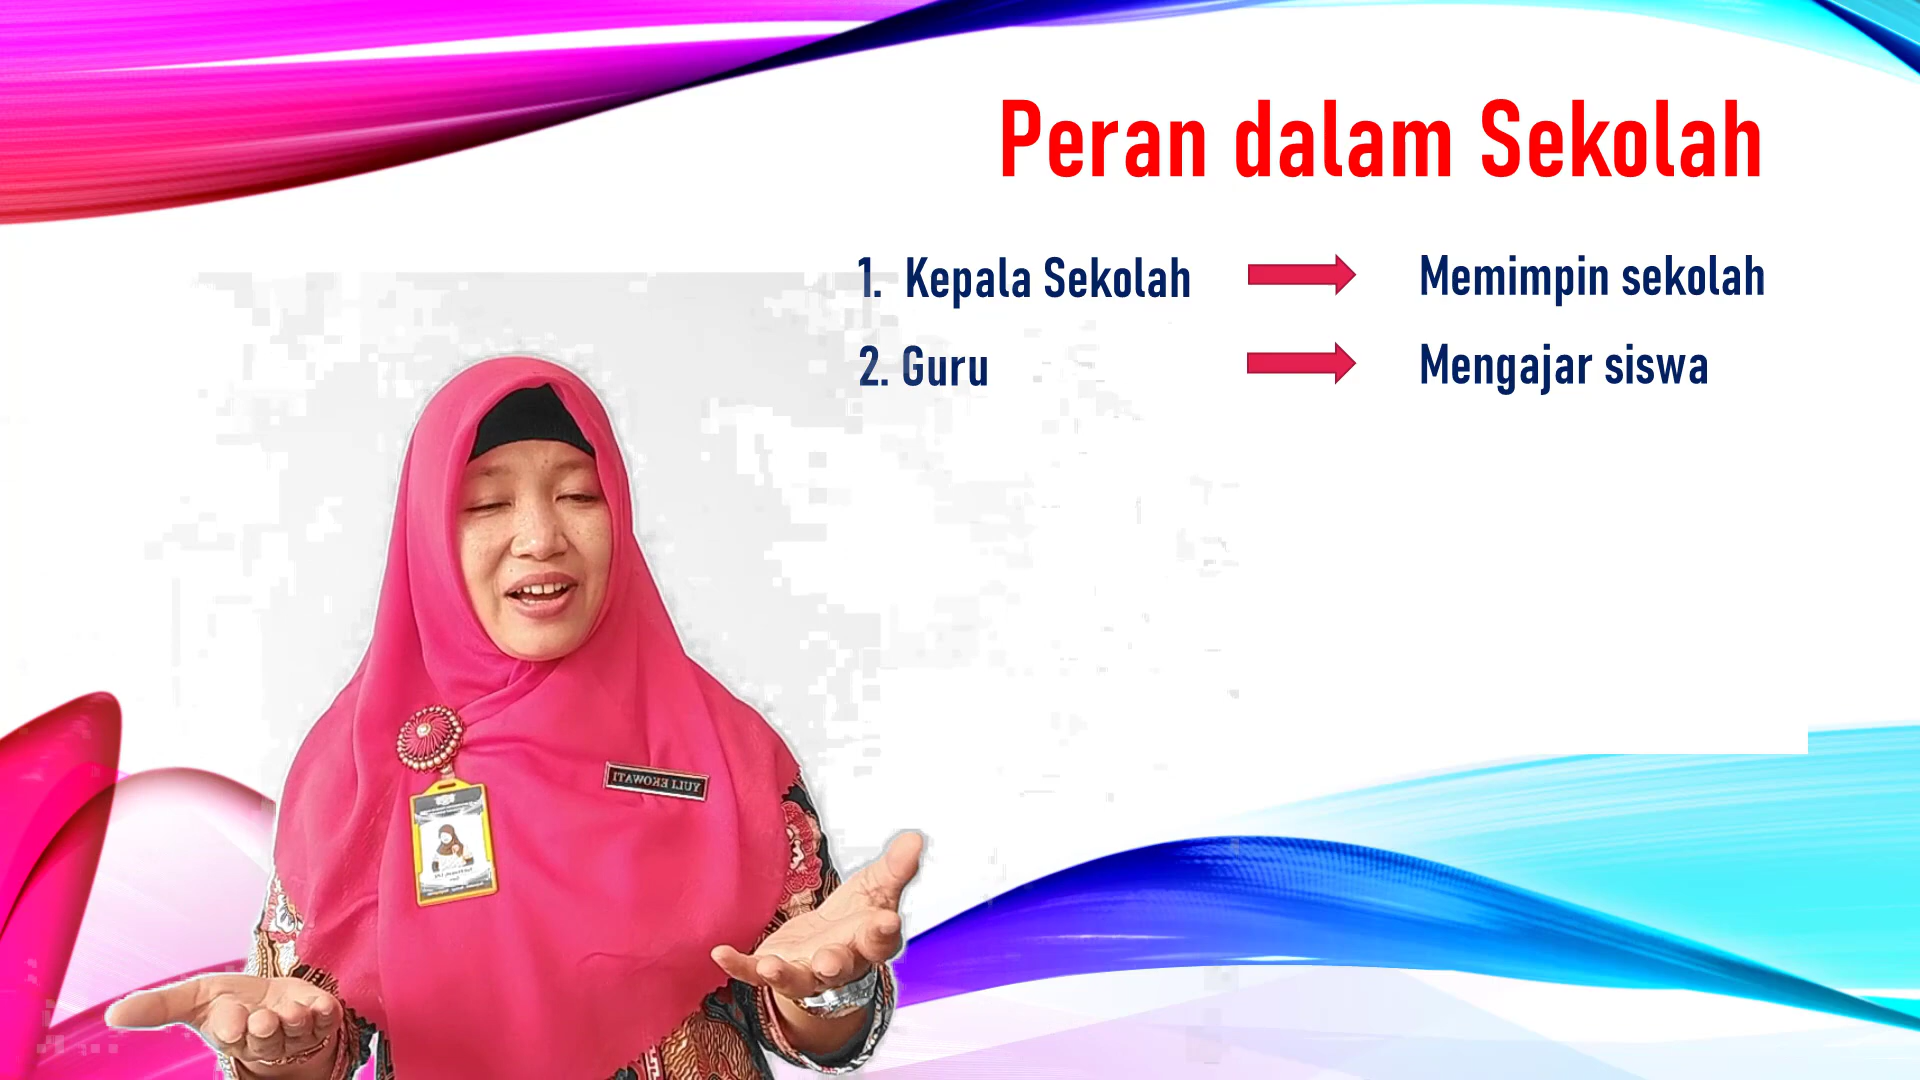 Peran dalam Sekolah
1. Kepala Sekolah Memimpin sekolah
2. Guru Mengajar siswa
YULI EKOWATI